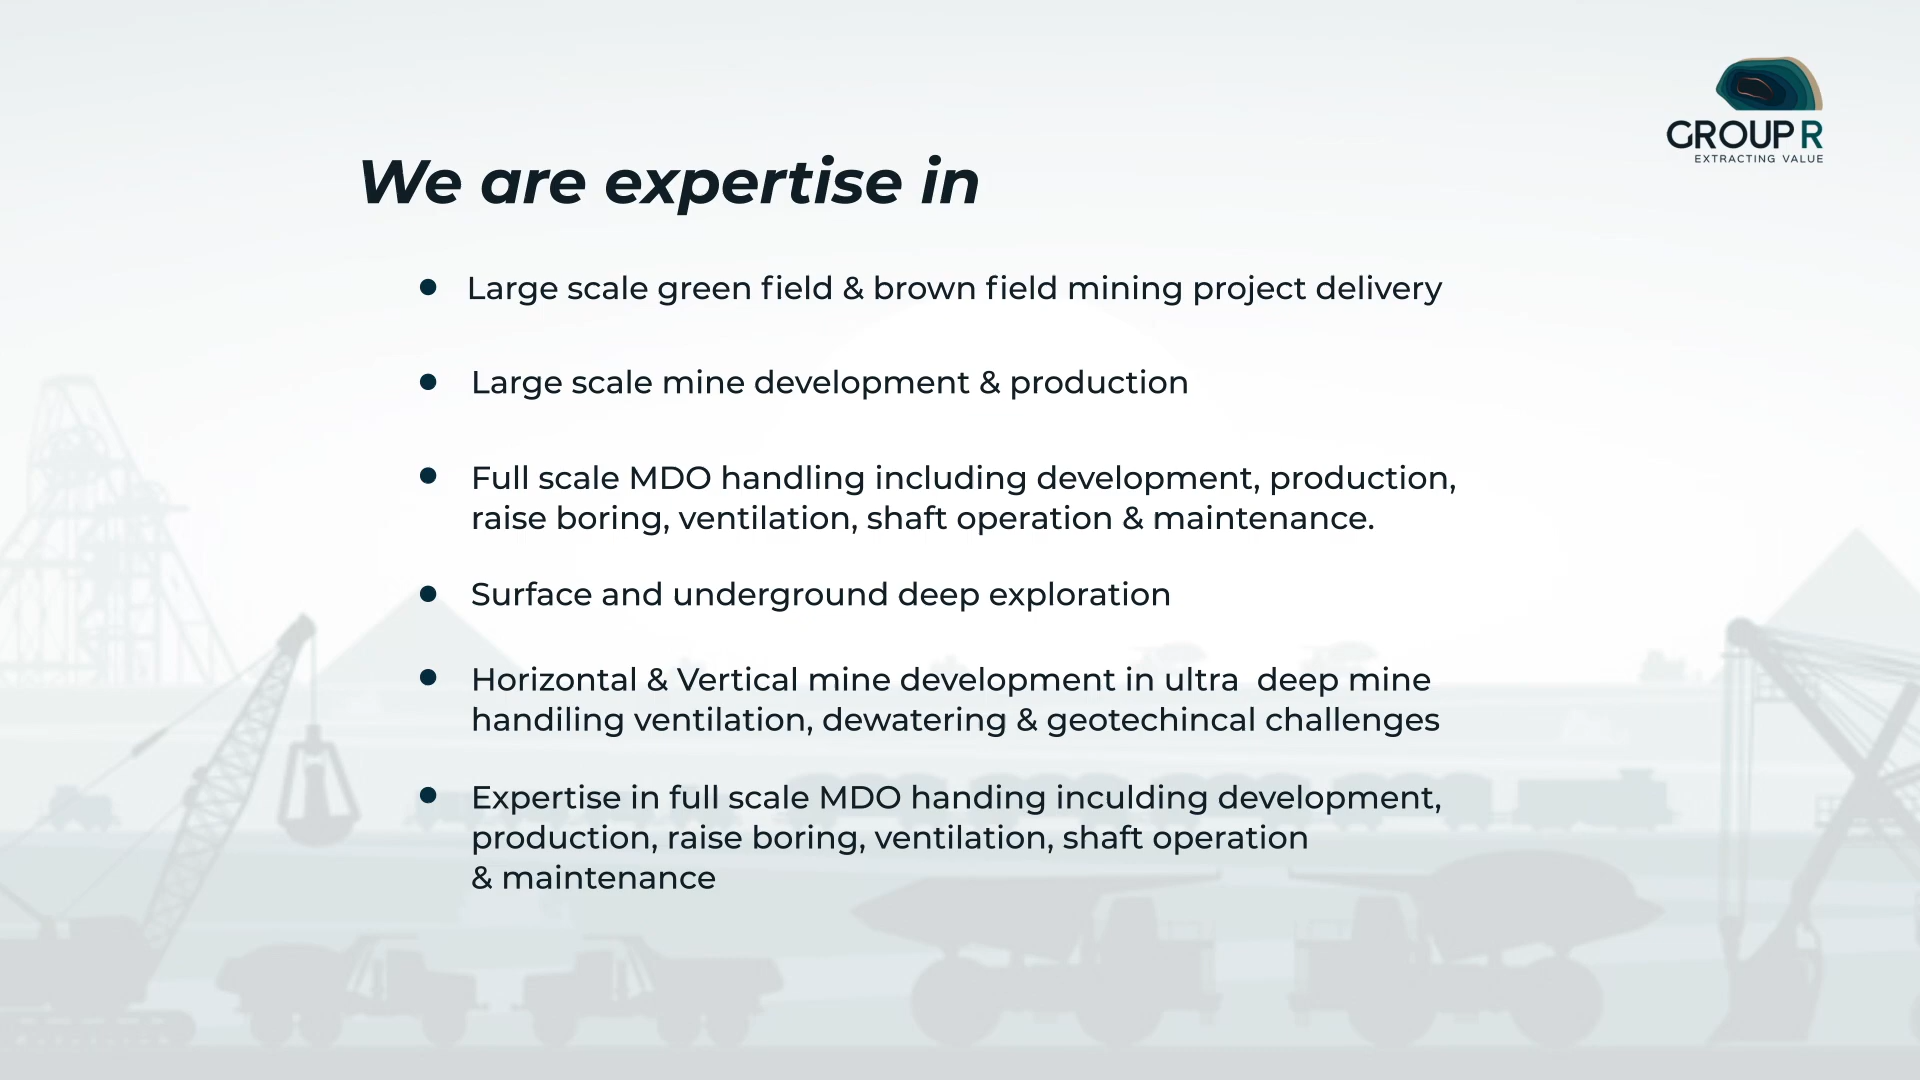 GROUP R
EXTRACTING VALUE
We are expertise in
Large scale green field & brown field mining project delivery
Large scale mine development & production
Full scale MDO handling including development, production,
raise boring, ventilation, shaft operation & maintenance.
Surface and underground deep exploration
Horizontal & Vertical mine development in ultra  deep mine
handiling ventilation, dewatering & geotechincal challenges
Expertise in full scale MDO handing inculding development,
production, raise boring, ventilation, shaft operation
& maintenance